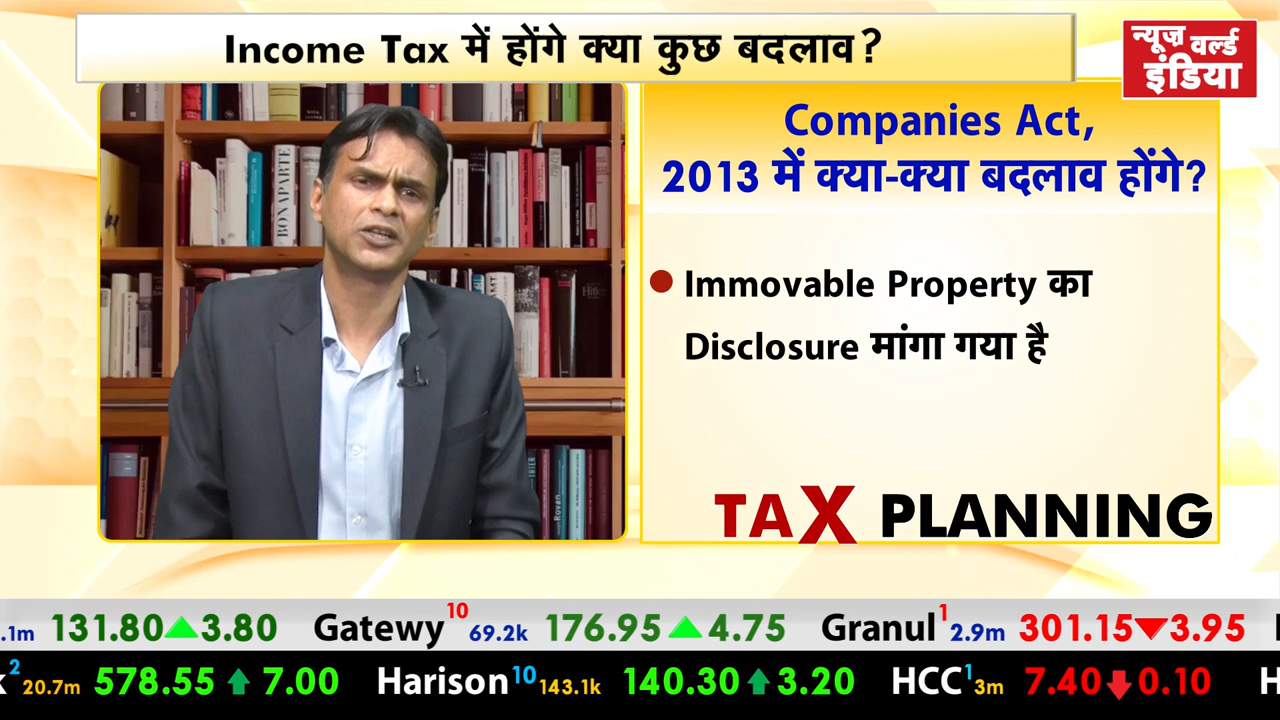 Income Tax में होंगे क्या कुछ बदलाव?
न्यूज़ वर्ल्ड
इंडिया
Companies Act,
2013 में क्या-क्या बदलाव होंगे?
BONAPARTE
Hitler
Rovan
Immovable Property का
Disclosure मांगा गया है
TAX PLANNING
.1m 131.80 ▲ 3.80 Gatewy 10 69.2k 176.95 ▲ 4.75 Granul 1 2.9m 301.15 ▼ 3.95
k 2 20.7m 578.55 ⬆ 7.00 Harison 10 143.1k 140.30 ⬆ 3.20 HCC 1 3m 7.40 ⬇ 0.10 H